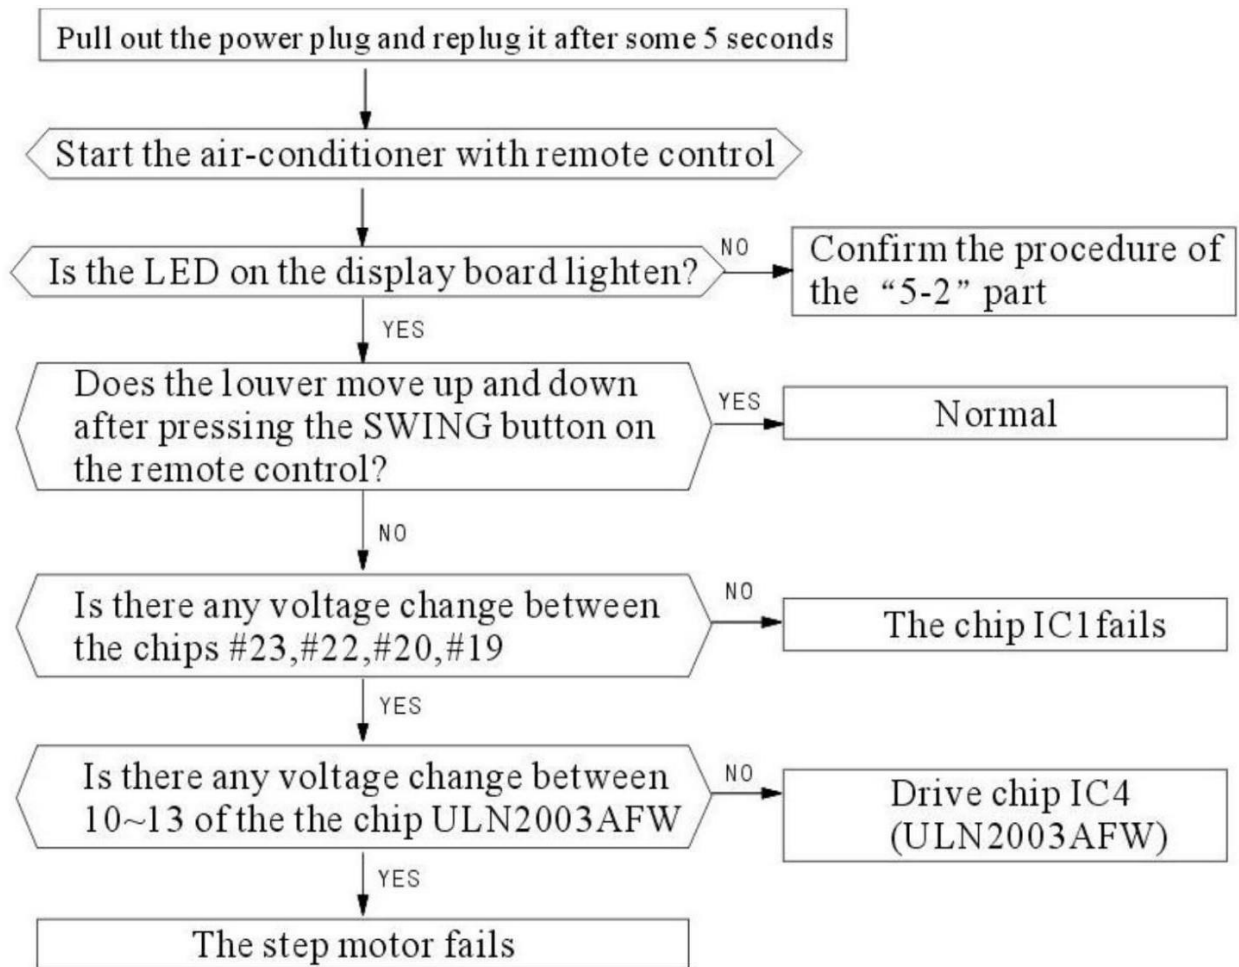 Pull out the power plug and replug it after some 5 seconds
Start the air-conditioner with remote control
Is the LED on the display board lighten?
NO
Confirm the procedure of
the “5-2” part
YES
Does the louver move up and down
after pressing the SWING button on
the remote control?
YES
Normal
NO
Is there any voltage change between
the chips #23,#22,#20,#19
NO
The chip IC1fails
YES
Is there any voltage change between
10~13 of the the chip ULN2003AFW
NO
Drive chip IC4
(ULN2003AFW)
YES
The step motor fails